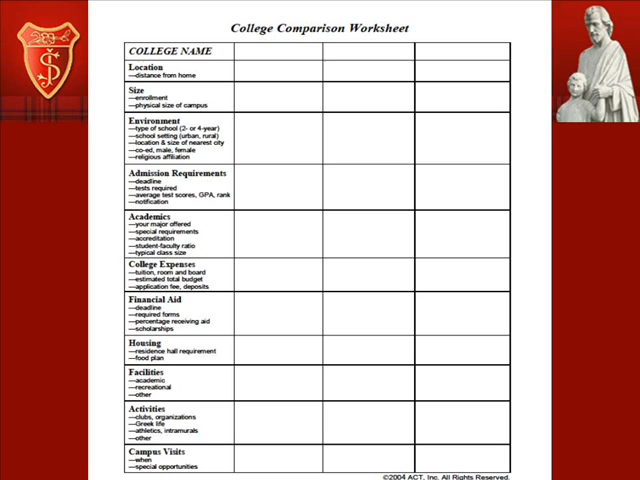 College Comparison Worksheet
COLLEGE NAME
Location
—distance from home
Size
—enrollment
—physical size of campus
Environment
—type of school (2- or 4-year)
—school setting (urban, rural)
—location & size of nearest city
—co-ed, male, female
—religious affiliation
Admission Requirements
—deadline
—tests required
—average test scores, GPA, rank
—notification
Academics
—your major offered
—special requirements
—accreditation
—student-faculty ratio
—typical class size
College Expenses
—tuition, room and board
—estimated total budget
—application fee, deposits
Financial Aid
—deadline
—required forms
—percentage receiving aid
—scholarships
Housing
—residence hall requirement
—food plan
Facilities
—academic
—recreational
—other
Activities
—clubs, organizations
—Greek life
—athletics, intramurals
—other
Campus Visits
—when
—special opportunities
©2004 ACT, Inc. All Rights Reserved.